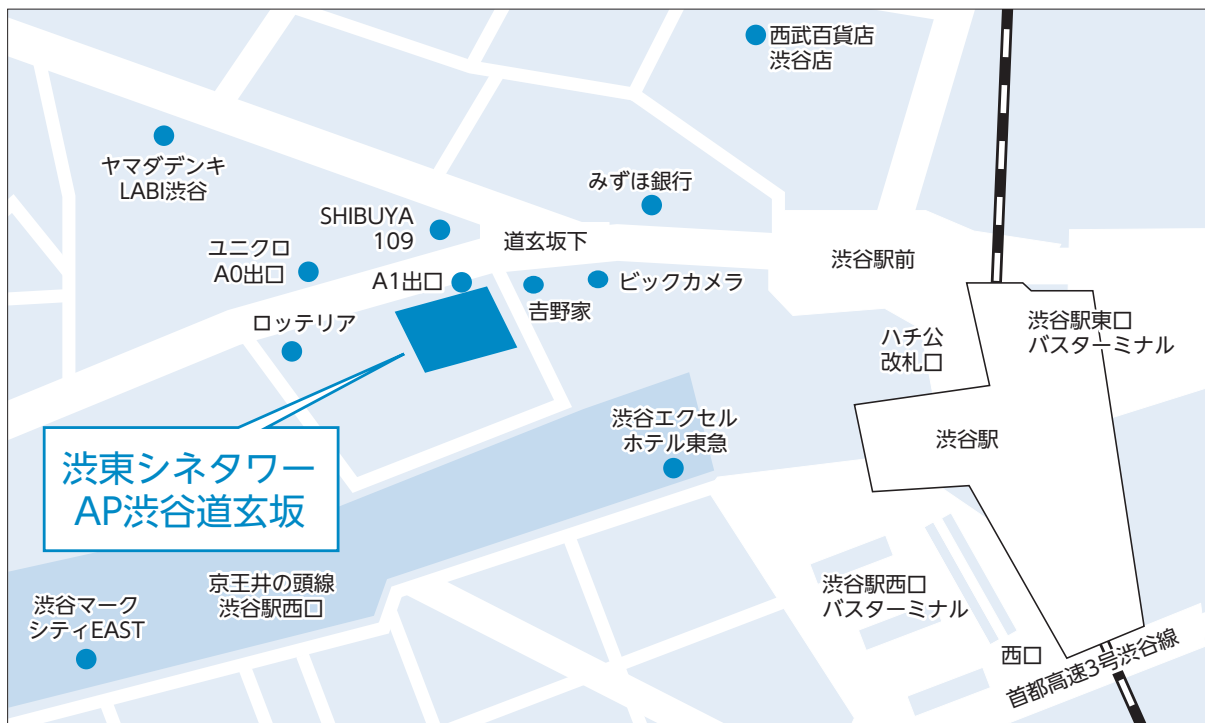 西武百貨店
渋谷店
ヤマダデンキ
LABI渋谷
みずほ銀行
SHIBUYA
109
道玄坂下
ユニクロ
A0出口
A1出口
𠮷野家
ビックカメラ
渋谷駅前
ロッテリア
ハチ公
改札口
渋谷駅東口
バスターミナル
渋谷エクセル
ホテル東急
渋谷駅
渋東シネタワー
AP渋谷道玄坂
京王井の頭線
渋谷駅西口
渋谷マーク
シティEAST
渋谷駅西口
バスターミナル
西口
首都高速3号渋谷線